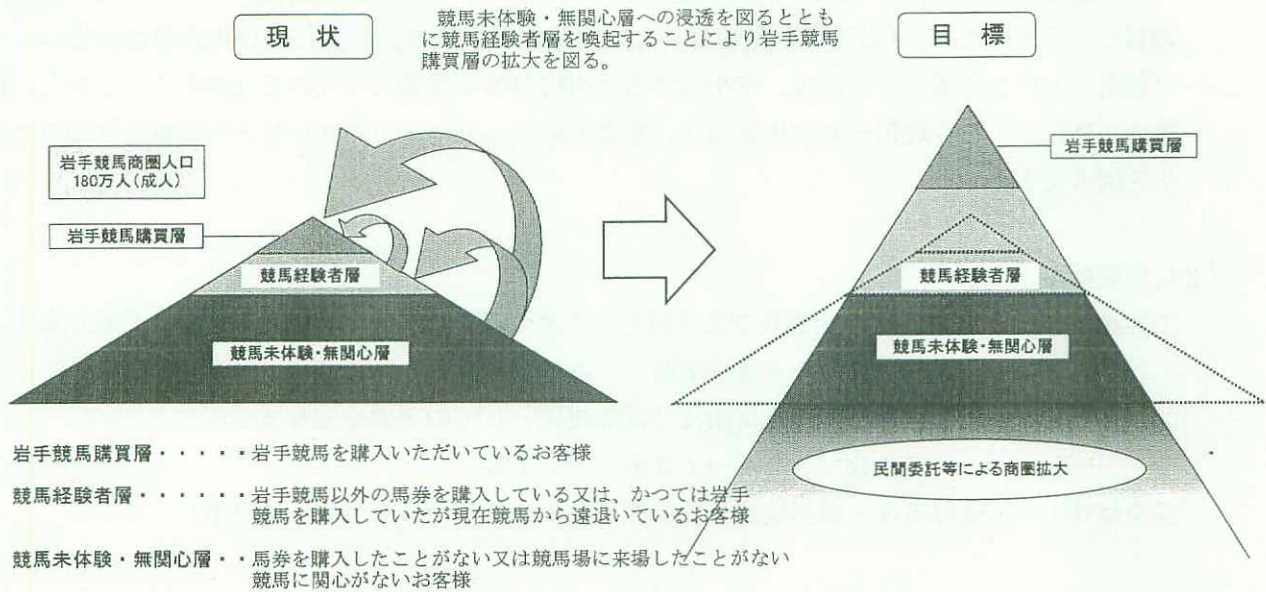 現 状
競馬未体験・無関心層への浸透を図るととも
に競馬経験者層を喚起することにより岩手競馬
購買層の拡大を図る。
目 標
岩手競馬商圏人口
180万人(成人)
岩手競馬購買層
競馬経験者層
競馬未体験・無関心層
岩手競馬購買層
競馬経験者層
競馬未体験・無関心層
民間委託等による商圏拡大
岩手競馬購買層・・・・・岩手競馬を購入いただいているお客様
競馬経験者層・・・・・・岩手競馬以外の馬券を購入している又は、かつては岩手
競馬を購入していたが現在競馬から遠退いているお客様
競馬未体験・無関心層・・馬券を購入したことがない又は競馬場に来場したことがない
競馬に関心がないお客様